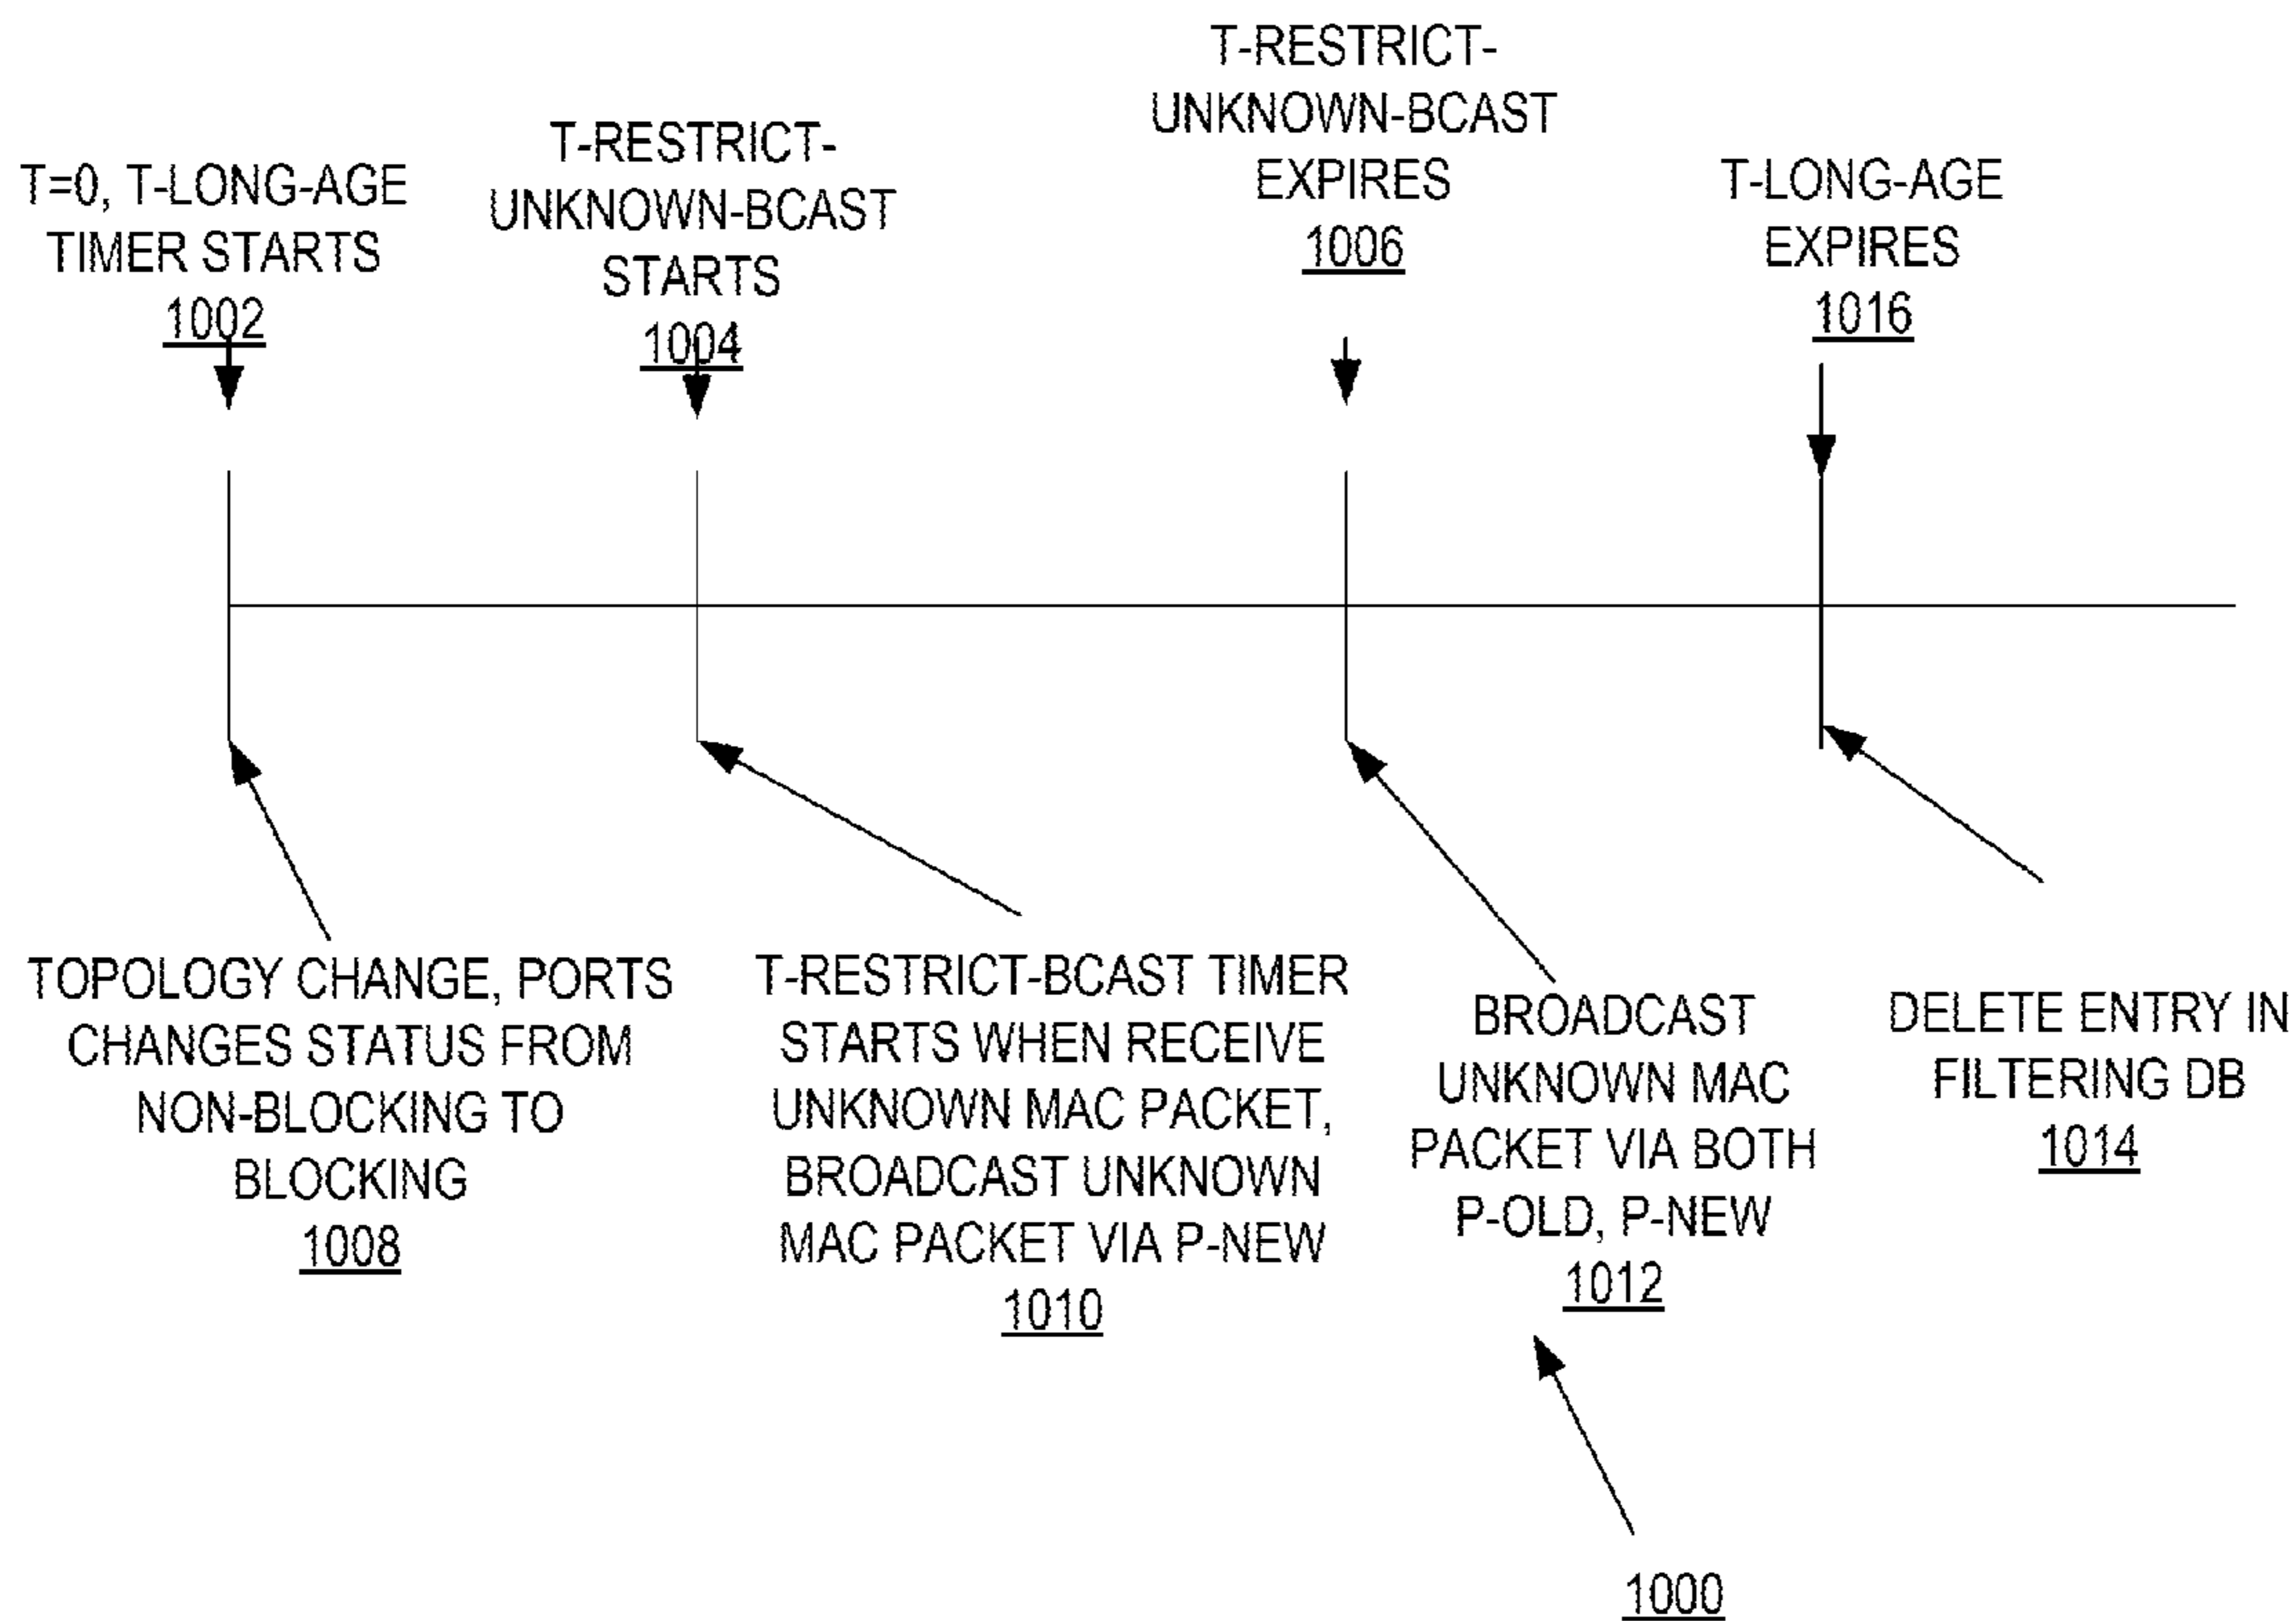 T=0, T-LONG-AGE
TIMER STARTS
1002
T-RESTRICT-
UNKNOWN-BCAST
STARTS
1004
T-RESTRICT-
UNKNOWN-BCAST
EXPIRES
1006
T-LONG-AGE
EXPIRES
1016
TOPOLOGY CHANGE, PORTS
CHANGES STATUS FROM
NON-BLOCKING TO
BLOCKING
1008
T-RESTRICT-BCAST TIMER
STARTS WHEN RECEIVE
UNKNOWN MAC PACKET,
BROADCAST UNKNOWN
MAC PACKET VIA P-NEW
1010
BROADCAST
UNKNOWN MAC
PACKET VIA BOTH
P-OLD, P-NEW
1012
DELETE ENTRY IN
FILTERING DB
1014
1000